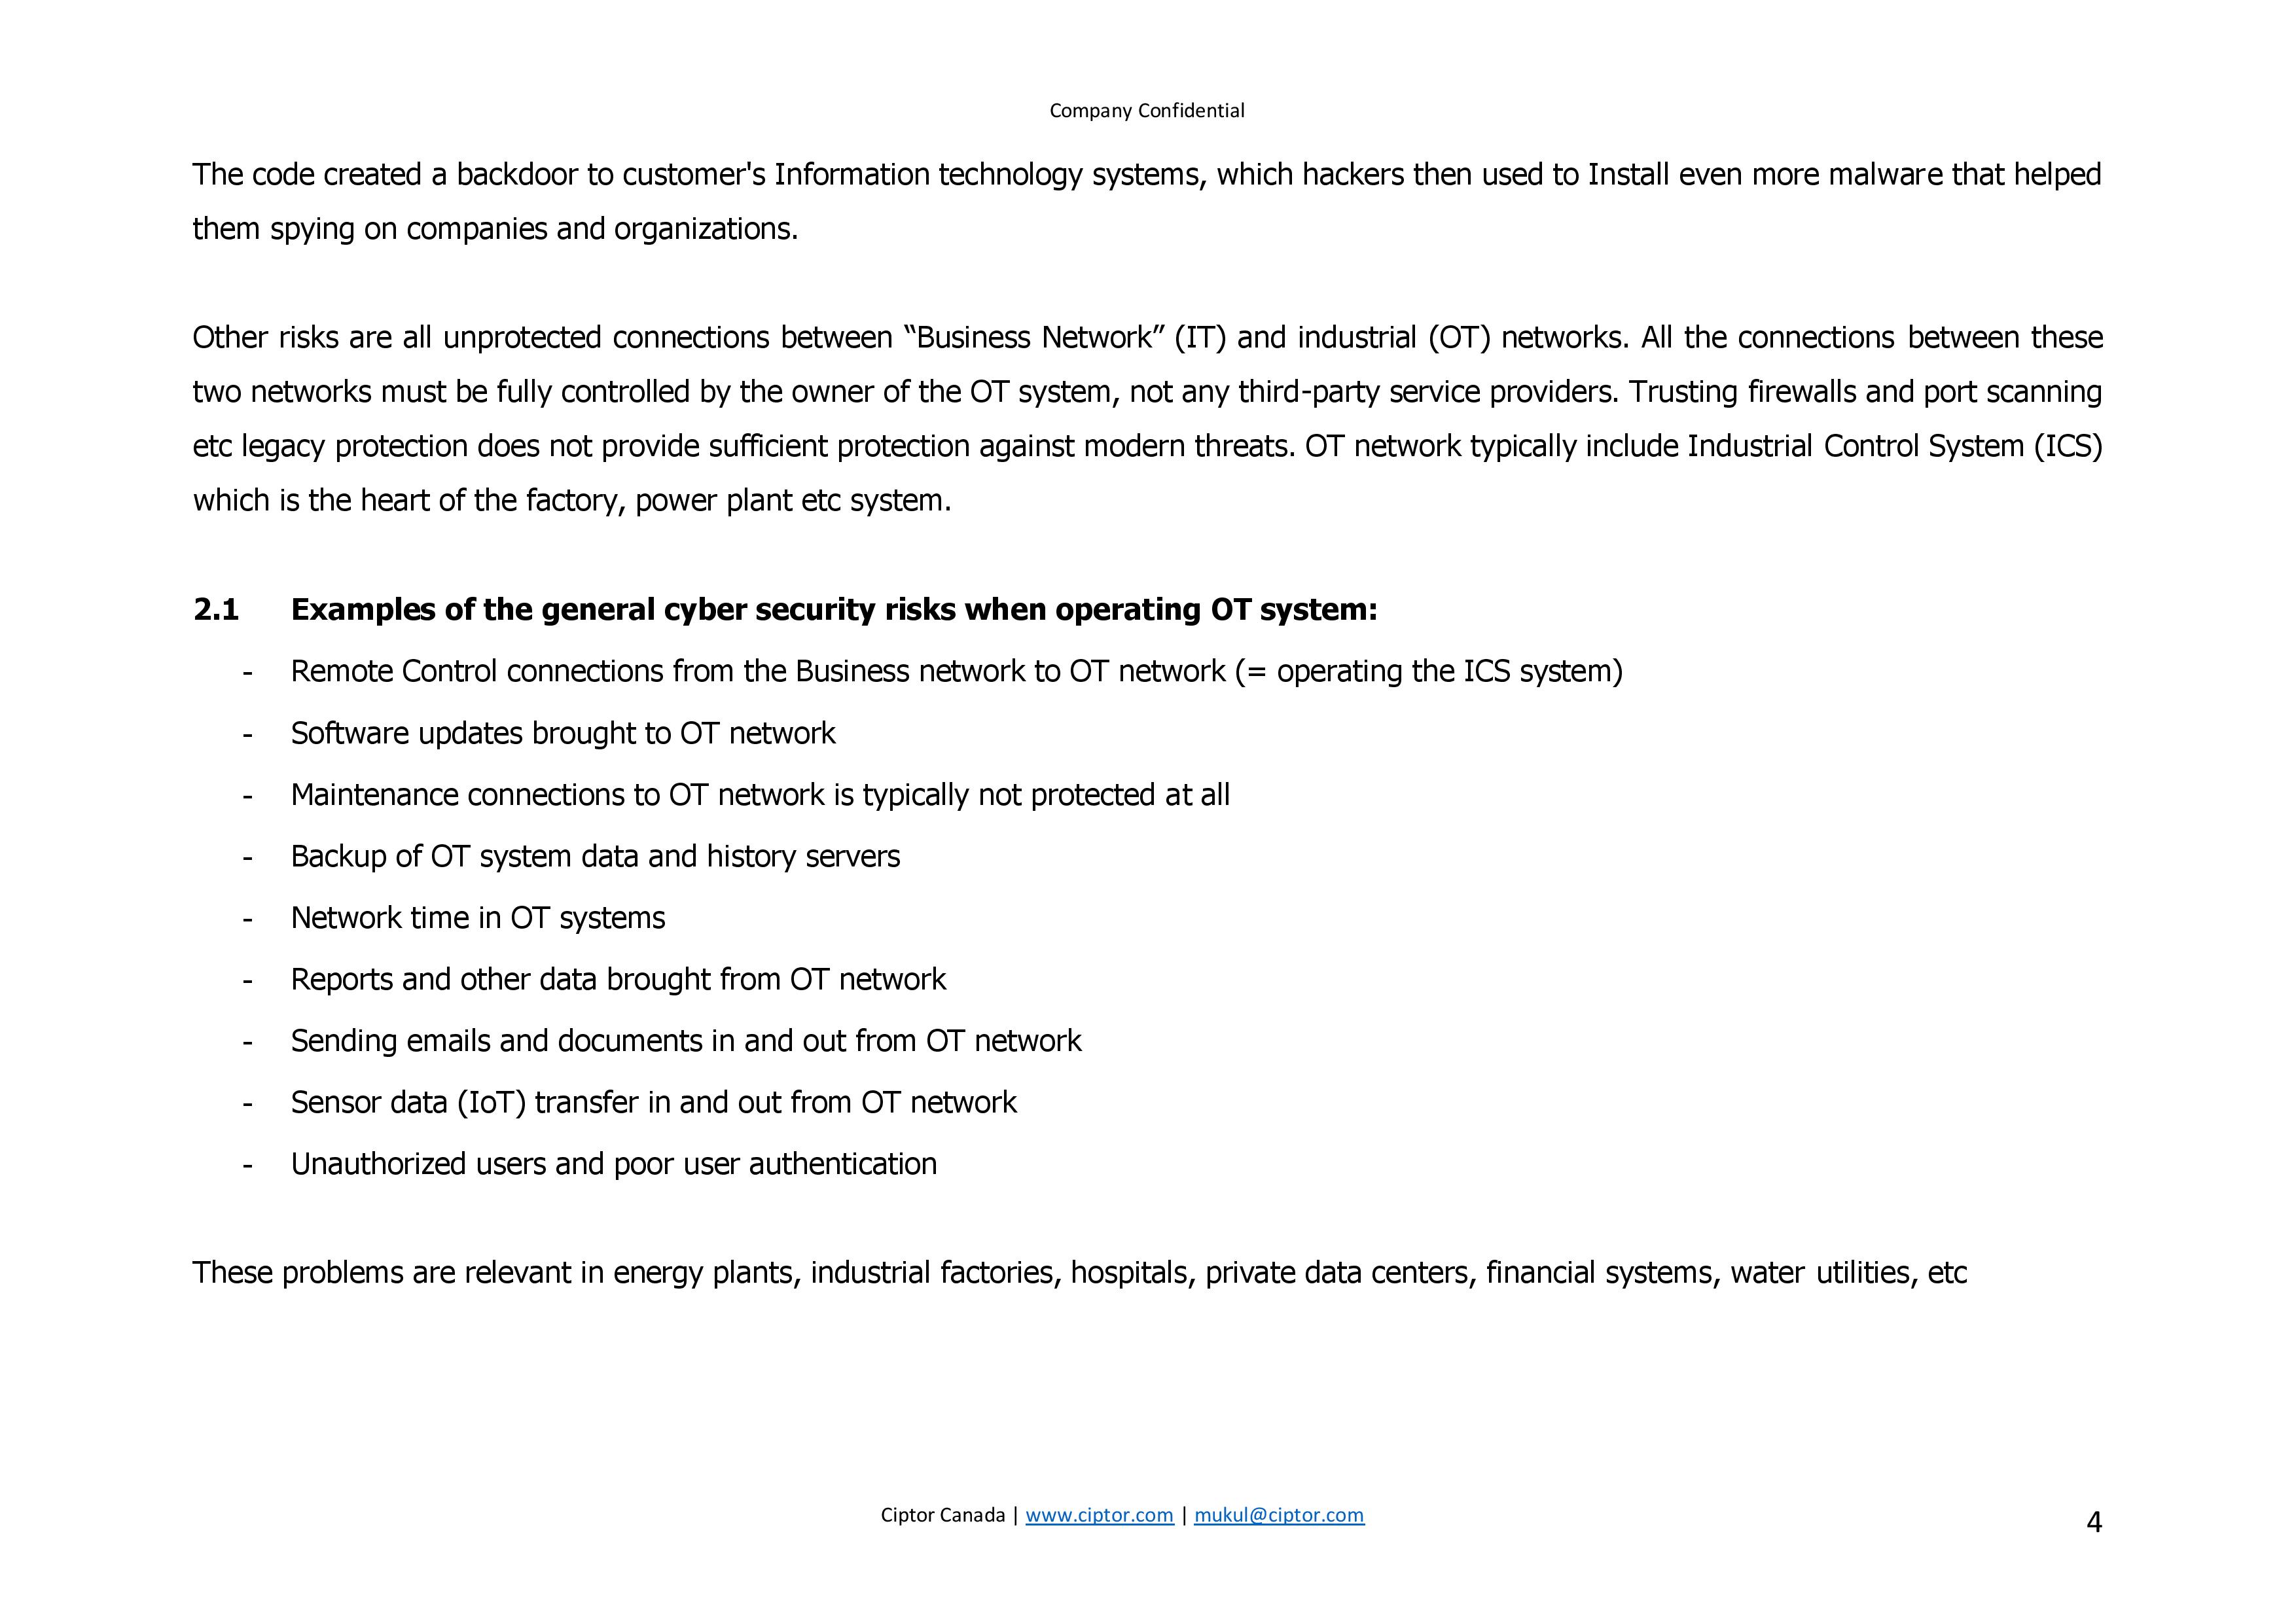 Company Confidential
The code created a backdoor to customer's Information technology systems, which hackers then used to Install even more malware that helped
them spying on companies and organizations.
Other risks are all unprotected connections between “Business Network” (IT) and industrial (OT) networks. All the connections between these
two networks must be fully controlled by the owner of the OT system, not any third-party service providers. Trusting firewalls and port scanning
etc legacy protection does not provide sufficient protection against modern threats. OT network typically include Industrial Control System (ICS)
which is the heart of the factory, power plant etc system.
2.1 Examples of the general cyber security risks when operating OT system:
- Remote Control connections from the Business network to OT network (= operating the ICS system)
- Software updates brought to OT network
- Maintenance connections to OT network is typically not protected at all
- Backup of OT system data and history servers
- Network time in OT systems
- Reports and other data brought from OT network
- Sending emails and documents in and out from OT network
- Sensor data (IoT) transfer in and out from OT network
- Unauthorized users and poor user authentication
These problems are relevant in energy plants, industrial factories, hospitals, private data centers, financial systems, water utilities, etc
Ciptor Canada | www.ciptor.com | mukul@ciptor.com
4